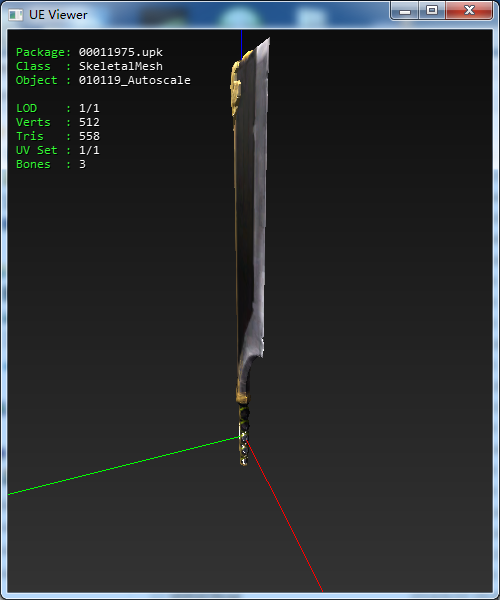 UE Viewer
Package: 00011975.upk
Class : SkeletalMesh
Object : 010119_Autoscale
LOD : 1/1
Verts : 512
Tris : 558
UV Set : 1/1
Bones : 3